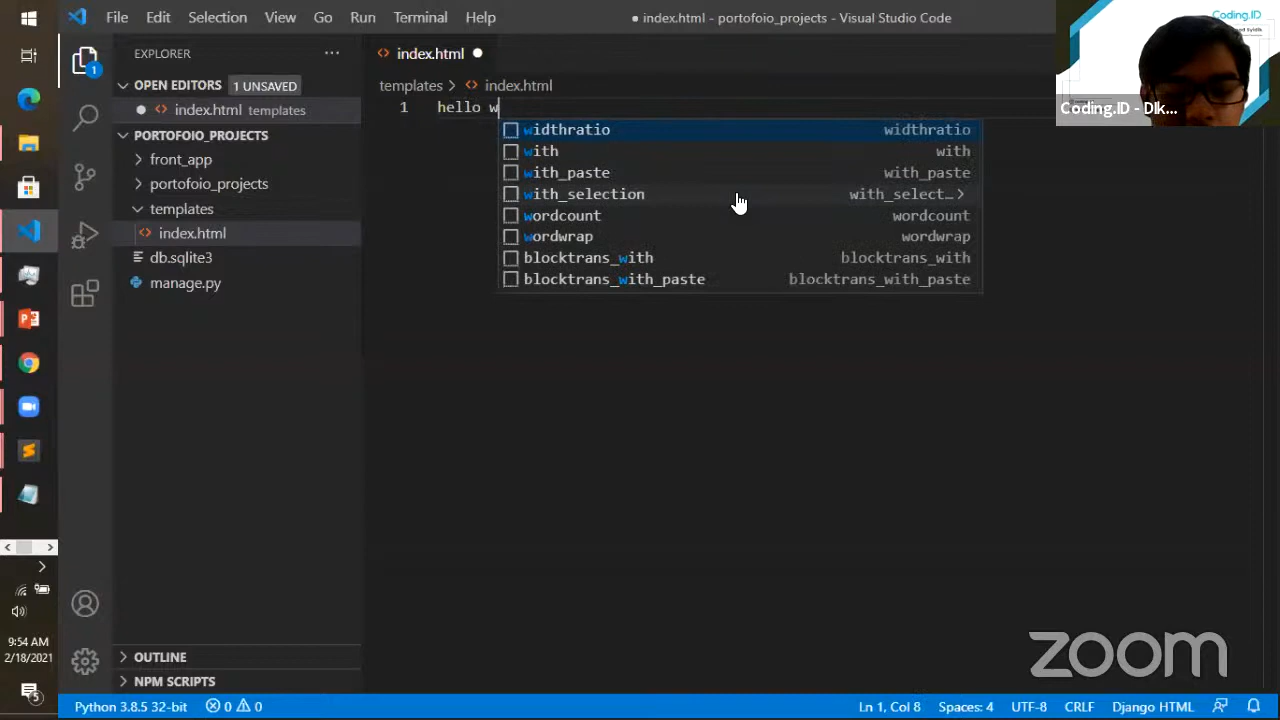 File Edit Selection View Go Run Terminal Help
● index.html - portofoio_projects - Visual Studio Code
Coding.ID
EXPLORER ···
index.html ●
OPEN EDITORS 1 UNSAVED
templates > index.html
index.html templates
1 hello w
Coding.ID - DIk...
PORTOFOIO_PROJECTS
widthratio widthratio
front_app
with with
with_paste with_paste
portofoio_projects
with_selection with_select…>
templates
wordcount wordcount
index.html
wordwrap wordwrap
db.sqlite3
blocktrans_with blocktrans_with
manage.py
blocktrans_with_paste blocktrans_with_paste
1
9:54 AM
2/18/2021
5
OUTLINE
NPM SCRIPTS
zoom
Python 3.8.5 32-bit 0 0 Ln 1, Col 8 Spaces: 4 UTF-8 CRLF Django HTML